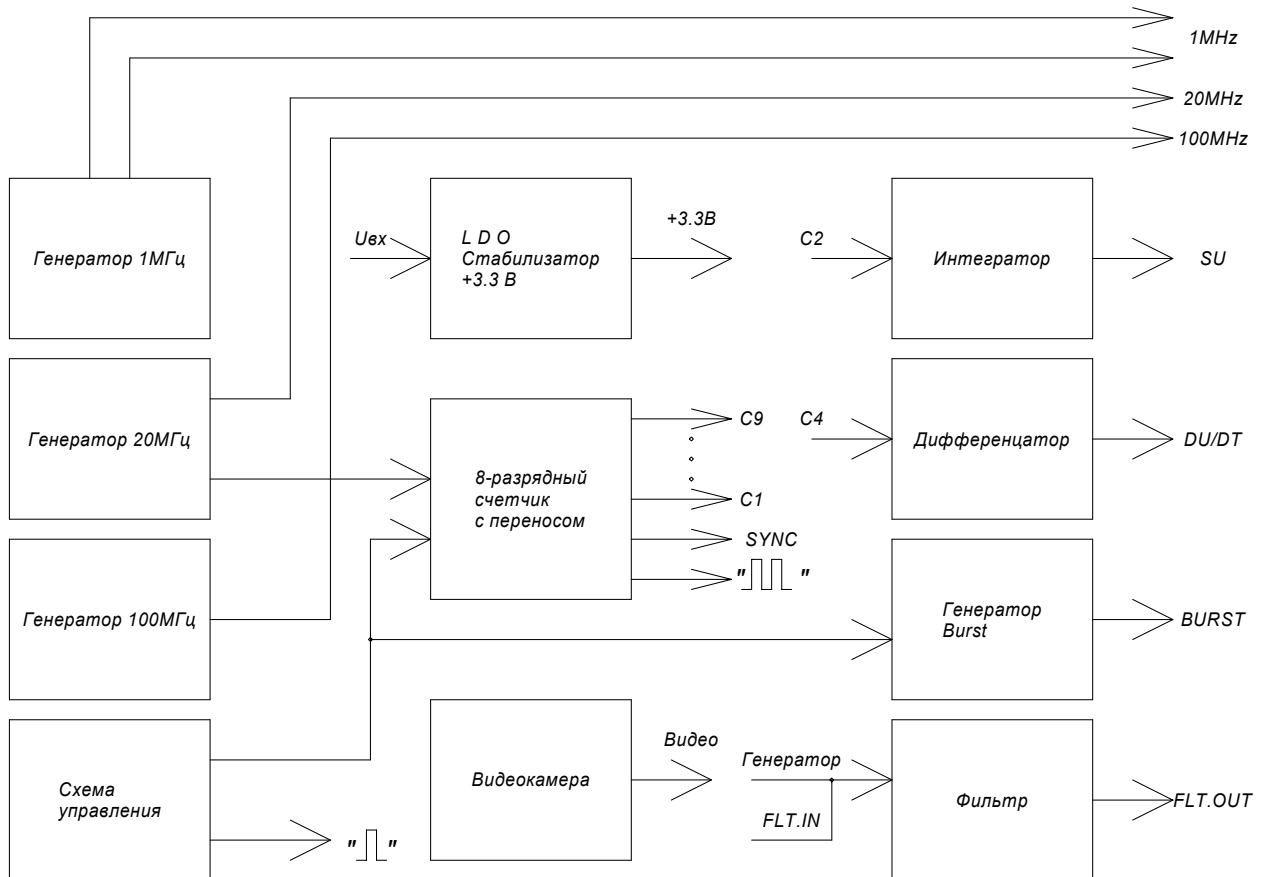 1MHz
20MHz
100MHz
Генератор 1МГц
Uвх
L D O
Стабилизатор
+3.3 В
+3.3В
C2
Интегратор
SU
Генератор 20МГц
8-разрядный
счетчик
с переносом
C9
C1
SYNC
" "
C4
Дифференцатор
DU/DT
Генератор 100МГц
Генератор
Burst
BURST
Схема
управления
" "
Видеокамера
Видео
Генератор
FLT.IN
Фильтр
FLT.OUT